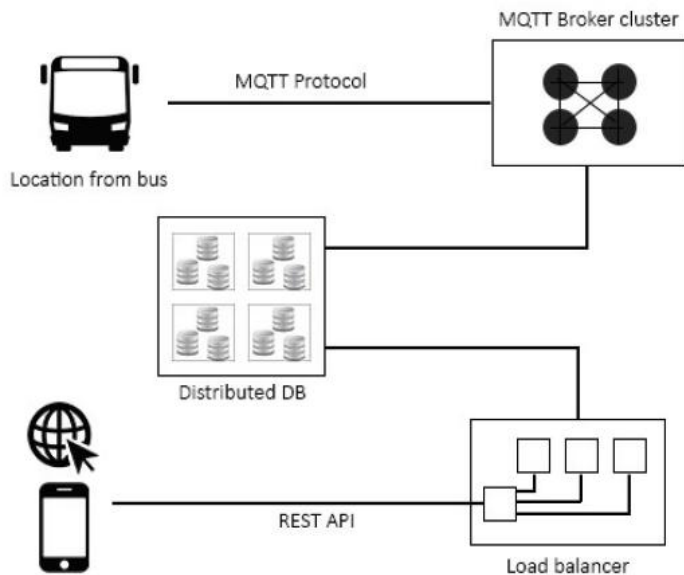 MQTT Broker cluster
MQTT Protocol
Location from bus
Distributed DB
REST API
Load balancer